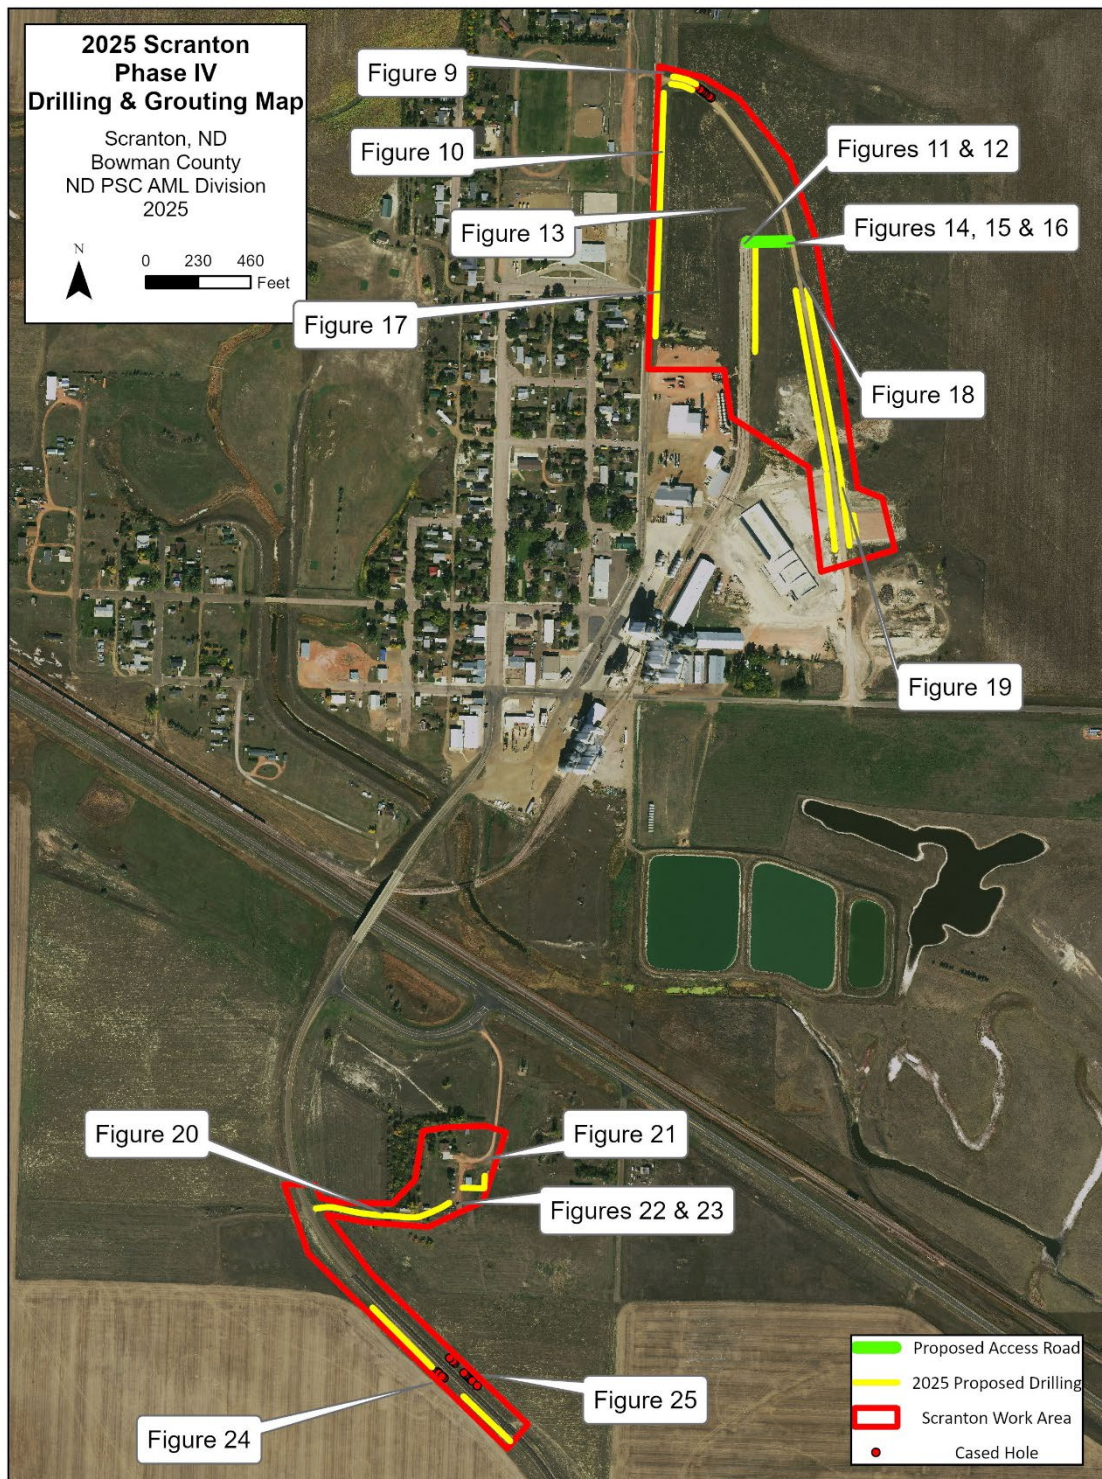 2025 Scranton
Phase IV
Drilling & Grouting Map
Scranton, ND
Bowman County
ND PSC AML Division
2025
N
0 230 460
Feet
Figure 9
Figure 10
Figures 11 & 12
Figure 13
Figures 14, 15 & 16
Figure 17
Figure 18
Figure 19
Figure 20
Figure 21
Figures 22 & 23
Figure 25
Figure 24
Proposed Access Road
2025 Proposed Drilling
Scranton Work Area
Cased Hole